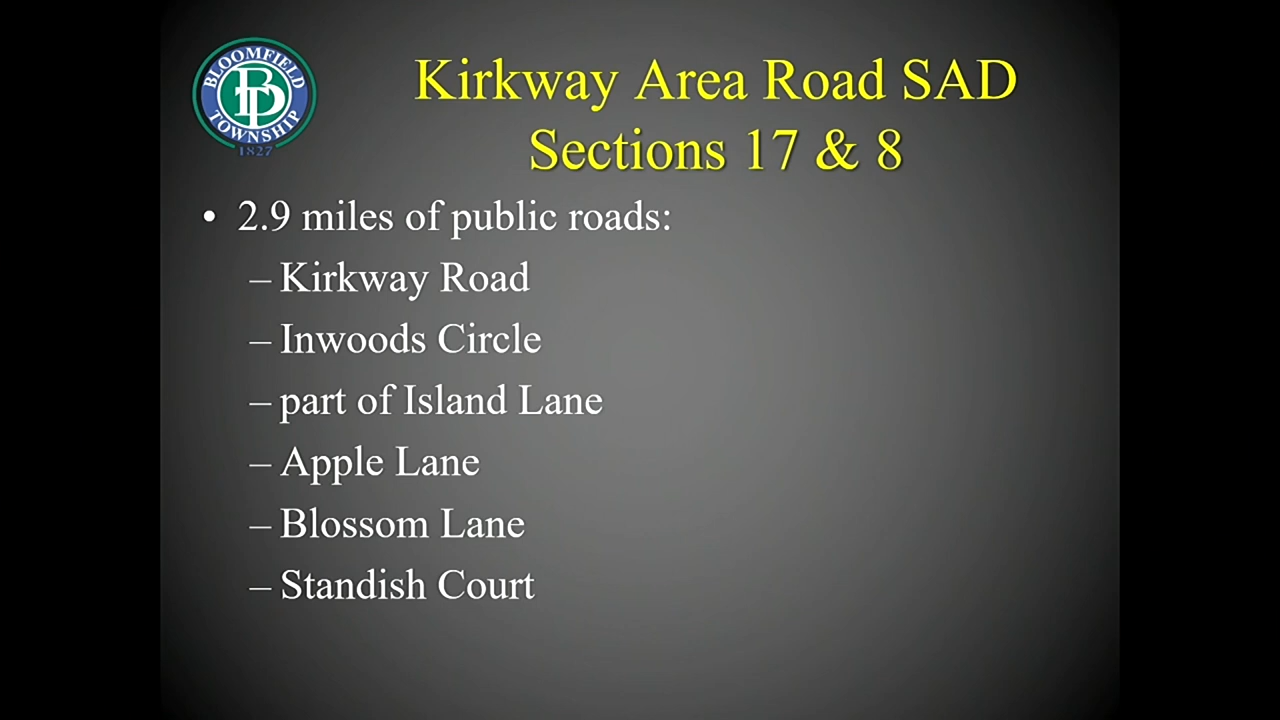 BLOOMFIELD
TOWNSHIP
1827
Kirkway Area Road SAD
Sections 17 & 8
• 2.9 miles of public roads:
– Kirkway Road
– Inwoods Circle
– part of Island Lane
– Apple Lane
– Blossom Lane
– Standish Court